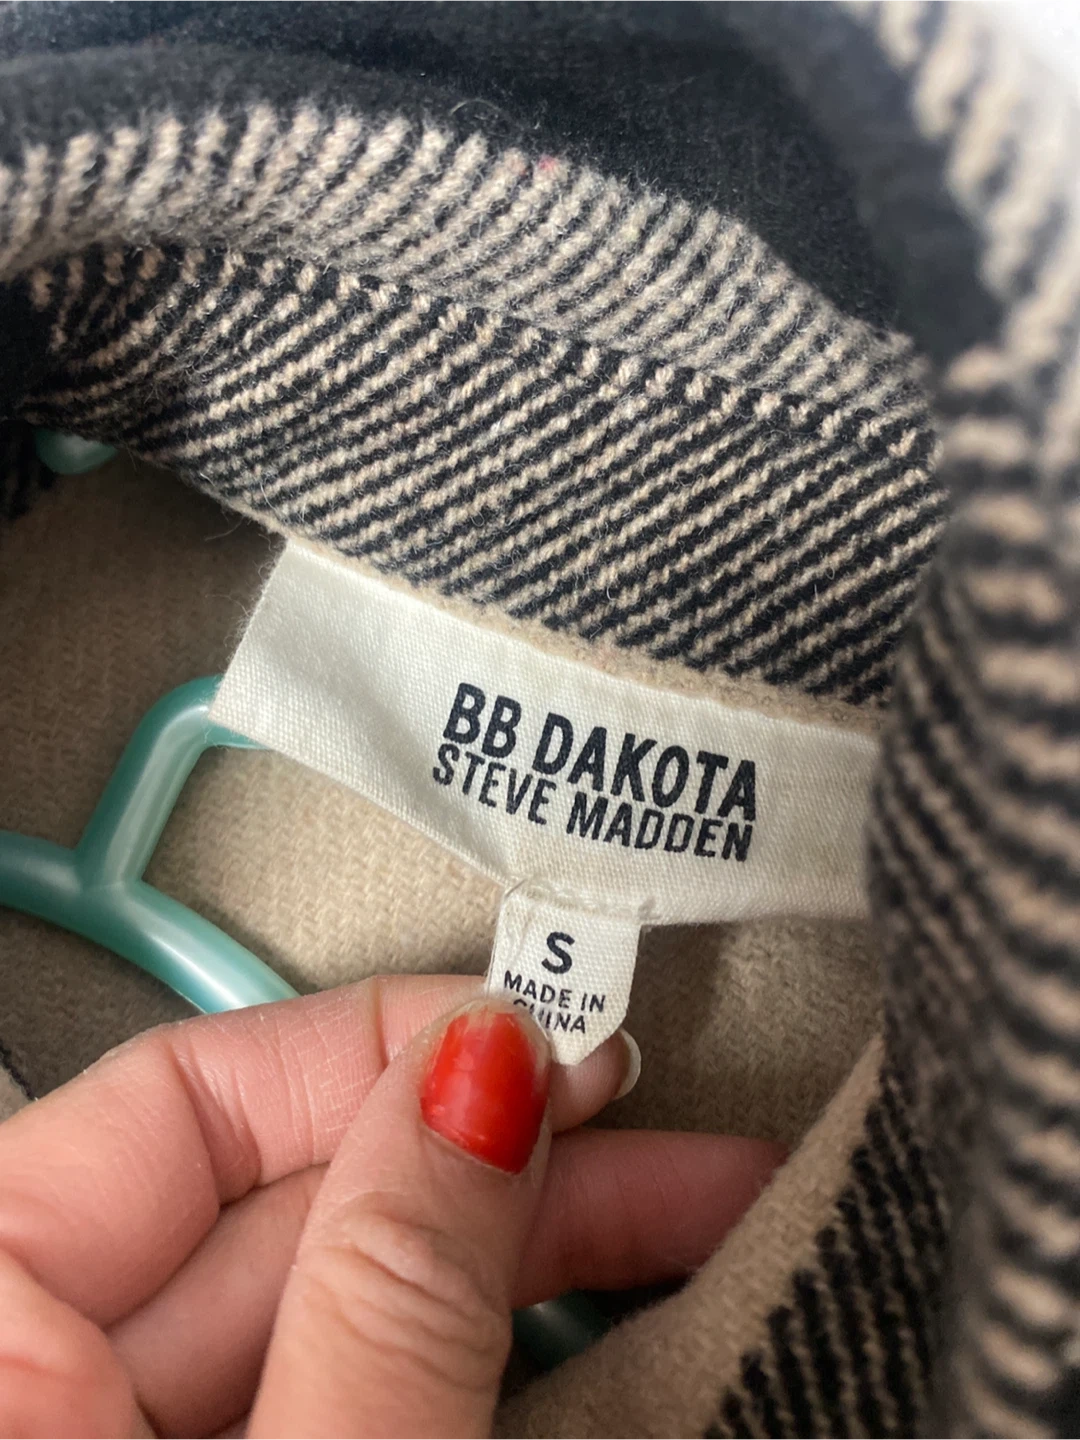 BB DAKOTA
STEVE MADDEN
S
MADE IN
CHINA